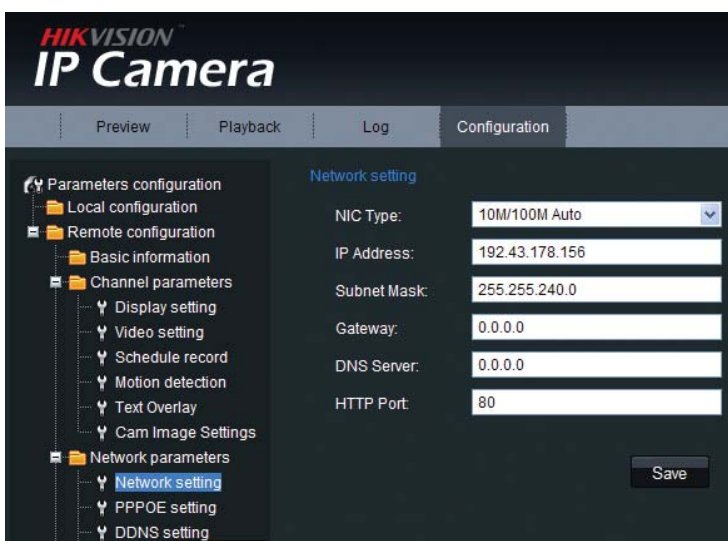 HIKVISION™
IP Camera
Preview
Playback
Log
Configuration
Parameters configuration
Local configuration
Remote configuration
Basic information
Channel parameters
Display setting
Video setting
Schedule record
Motion detection
Text Overlay
Cam Image Settings
Network parameters
Network setting
PPPOE setting
DDNS setting
Network setting
NIC Type: 10M/100M Auto
IP Address: 192.43.178.156
Subnet Mask: 255.255.240.0
Gateway: 0.0.0.0
DNS Server: 0.0.0.0
HTTP Port: 80
Save